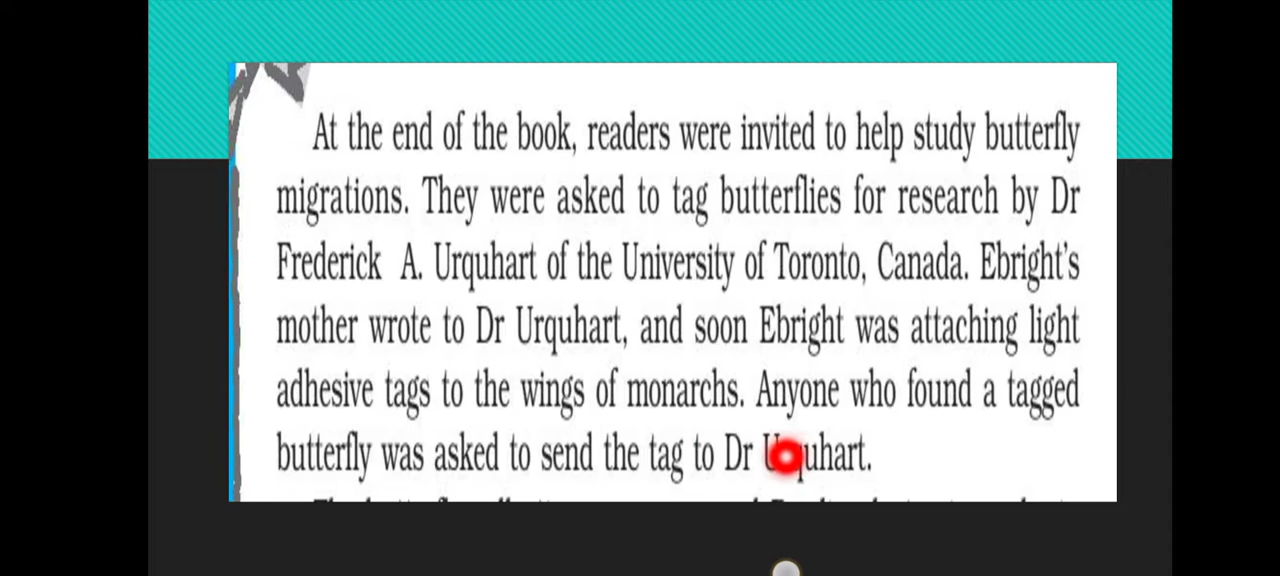 At the end of the book, readers were invited to help study butterfly
migrations. They were asked to tag butterflies for research by Dr
Frederick A. Urquhart of the University of Toronto, Canada. Ebright's
mother wrote to Dr Urquhart, and soon Ebright was attaching light
adhesive tags to the wings of monarchs. Anyone who found a tagged
butterfly was asked to send the tag to Dr Urquhart.